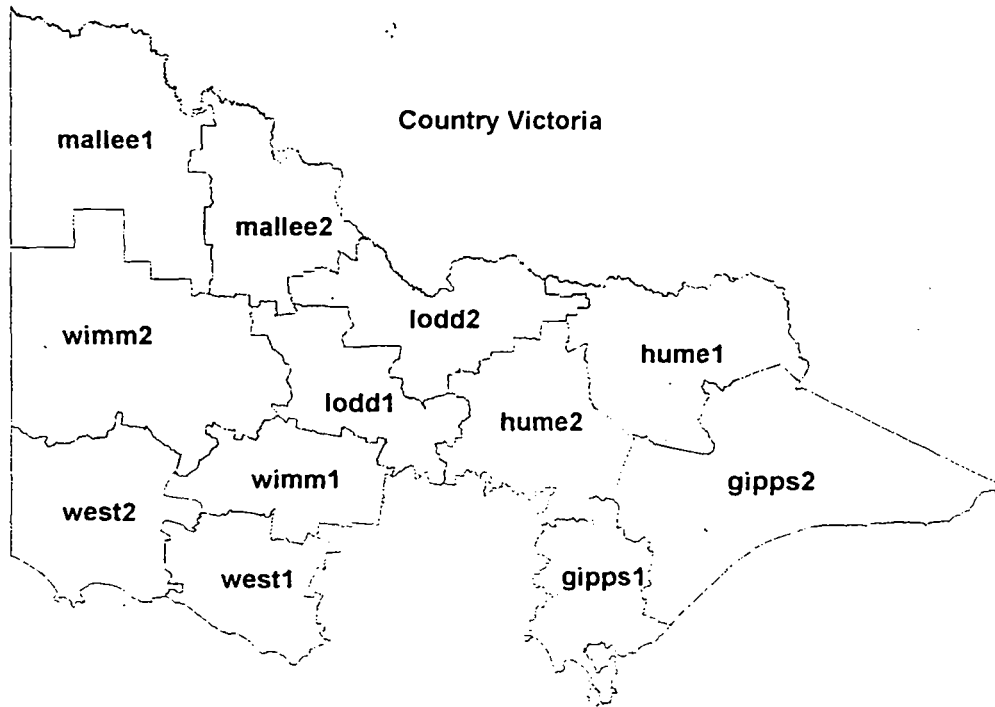 Country Victoria
mallee1
mallee2
wimm2
lodd2
hume1
lodd1
hume2
wimm1
gipps2
west2
west1
gipps1